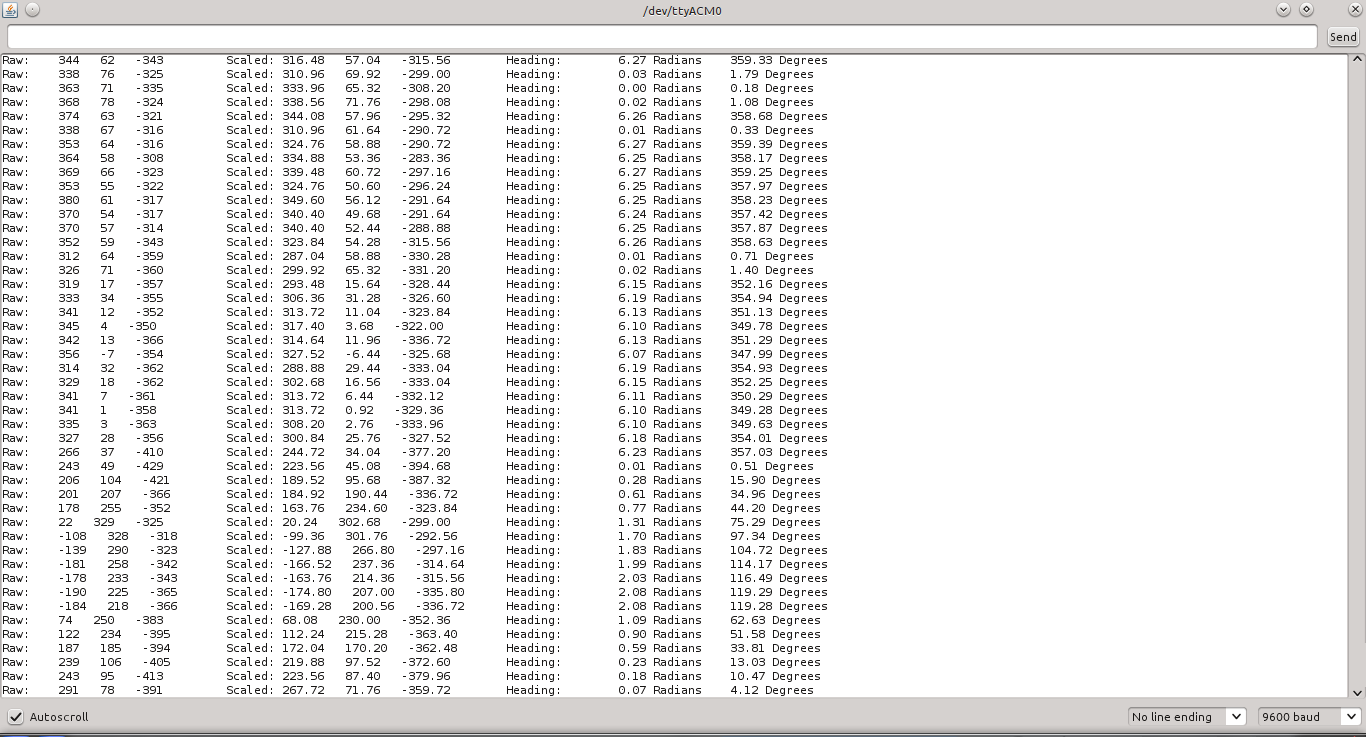 /dev/ttyACM0
Send
Raw: 344 62 -343 Scaled: 316.48 57.04 -315.56 Heading: 6.27 Radians 359.33 Degrees
Raw: 338 76 -325 Scaled: 310.96 69.92 -299.00 Heading: 0.03 Radians 1.79 Degrees
Raw: 363 71 -335 Scaled: 333.96 65.32 -308.20 Heading: 0.00 Radians 0.18 Degrees
Raw: 368 78 -324 Scaled: 338.56 71.76 -298.08 Heading: 0.02 Radians 1.08 Degrees
Raw: 374 63 -321 Scaled: 344.08 57.96 -295.32 Heading: 6.26 Radians 358.68 Degrees
Raw: 338 67 -316 Scaled: 310.96 61.64 -290.72 Heading: 0.01 Radians 0.33 Degrees
Raw: 353 64 -316 Scaled: 324.76 58.88 -290.72 Heading: 6.27 Radians 359.39 Degrees
Raw: 364 58 -308 Scaled: 334.88 53.36 -283.36 Heading: 6.25 Radians 358.17 Degrees
Raw: 369 66 -323 Scaled: 339.48 60.72 -297.16 Heading: 6.27 Radians 359.25 Degrees
Raw: 353 55 -322 Scaled: 324.76 50.60 -296.24 Heading: 6.25 Radians 357.97 Degrees
Raw: 380 61 -317 Scaled: 349.60 56.12 -291.64 Heading: 6.25 Radians 358.23 Degrees
Raw: 370 54 -317 Scaled: 340.40 49.68 -291.64 Heading: 6.24 Radians 357.42 Degrees
Raw: 370 57 -314 Scaled: 340.40 52.44 -288.88 Heading: 6.25 Radians 357.87 Degrees
Raw: 352 59 -343 Scaled: 323.84 54.28 -315.56 Heading: 6.26 Radians 358.63 Degrees
Raw: 312 64 -359 Scaled: 287.04 58.88 -330.28 Heading: 0.01 Radians 0.71 Degrees
Raw: 326 71 -360 Scaled: 299.92 65.32 -331.20 Heading: 0.02 Radians 1.40 Degrees
Raw: 319 17 -357 Scaled: 293.48 15.64 -328.44 Heading: 6.15 Radians 352.16 Degrees
Raw: 333 34 -355 Scaled: 306.36 31.28 -326.60 Heading: 6.19 Radians 354.94 Degrees
Raw: 341 12 -352 Scaled: 313.72 11.04 -323.84 Heading: 6.13 Radians 351.13 Degrees
Raw: 345 4 -350 Scaled: 317.40 3.68 -322.00 Heading: 6.10 Radians 349.78 Degrees
Raw: 342 13 -366 Scaled: 314.64 11.96 -336.72 Heading: 6.13 Radians 351.29 Degrees
Raw: 356 -7 -354 Scaled: 327.52 -6.44 -325.68 Heading: 6.07 Radians 347.99 Degrees
Raw: 314 32 -362 Scaled: 288.88 29.44 -333.04 Heading: 6.19 Radians 354.93 Degrees
Raw: 329 18 -362 Scaled: 302.68 16.56 -333.04 Heading: 6.15 Radians 352.25 Degrees
Raw: 341 7 -361 Scaled: 313.72 6.44 -332.12 Heading: 6.11 Radians 350.29 Degrees
Raw: 341 1 -358 Scaled: 313.72 0.92 -329.36 Heading: 6.10 Radians 349.28 Degrees
Raw: 335 3 -363 Scaled: 308.20 2.76 -333.96 Heading: 6.10 Radians 349.63 Degrees
Raw: 327 28 -356 Scaled: 300.84 25.76 -327.52 Heading: 6.18 Radians 354.01 Degrees
Raw: 266 37 -410 Scaled: 244.72 34.04 -377.20 Heading: 6.23 Radians 357.03 Degrees
Raw: 243 49 -429 Scaled: 223.56 45.08 -394.68 Heading: 0.01 Radians 0.51 Degrees
Raw: 206 104 -421 Scaled: 189.52 95.68 -387.32 Heading: 0.28 Radians 15.90 Degrees
Raw: 201 207 -366 Scaled: 184.92 190.44 -336.72 Heading: 0.61 Radians 34.96 Degrees
Raw: 178 255 -352 Scaled: 163.76 234.60 -323.84 Heading: 0.77 Radians 44.20 Degrees
Raw: 22 329 -325 Scaled: 20.24 302.68 -299.00 Heading: 1.31 Radians 75.29 Degrees
Raw: -108 328 -318 Scaled: -99.36 301.76 -292.56 Heading: 1.70 Radians 97.34 Degrees
Raw: -139 290 -323 Scaled: -127.88 266.80 -297.16 Heading: 1.83 Radians 104.72 Degrees
Raw: -181 258 -342 Scaled: -166.52 237.36 -314.64 Heading: 1.99 Radians 114.17 Degrees
Raw: -178 233 -343 Scaled: -163.76 214.36 -315.56 Heading: 2.03 Radians 116.49 Degrees
Raw: -190 225 -365 Scaled: -174.80 207.00 -335.80 Heading: 2.08 Radians 119.29 Degrees
Raw: -184 218 -366 Scaled: -169.28 200.56 -336.72 Heading: 2.08 Radians 119.28 Degrees
Raw: 74 250 -383 Scaled: 68.08 230.00 -352.36 Heading: 1.09 Radians 62.63 Degrees
Raw: 122 234 -395 Scaled: 112.24 215.28 -363.40 Heading: 0.90 Radians 51.58 Degrees
Raw: 187 185 -394 Scaled: 172.04 170.20 -362.48 Heading: 0.59 Radians 33.81 Degrees
Raw: 239 106 -405 Scaled: 219.88 97.52 -372.60 Heading: 0.23 Radians 13.03 Degrees
Raw: 243 95 -413 Scaled: 223.56 87.40 -379.96 Heading: 0.18 Radians 10.47 Degrees
Raw: 291 78 -391 Scaled: 267.72 71.76 -359.72 Heading: 0.07 Radians 4.12 Degrees
Autoscroll No line ending 9600 baud